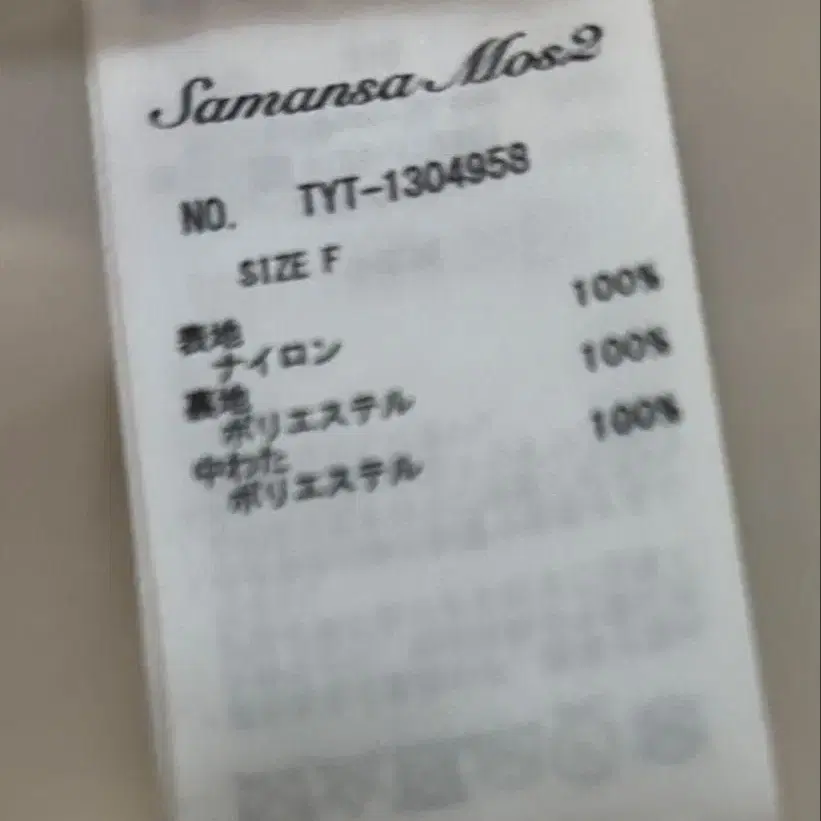 Samansa Mos2
NO. TYT-1304958
SIZE F
表地
ナイロン 100%
裏地
ポリエステル 100%
中わた
ポリエステル 100%